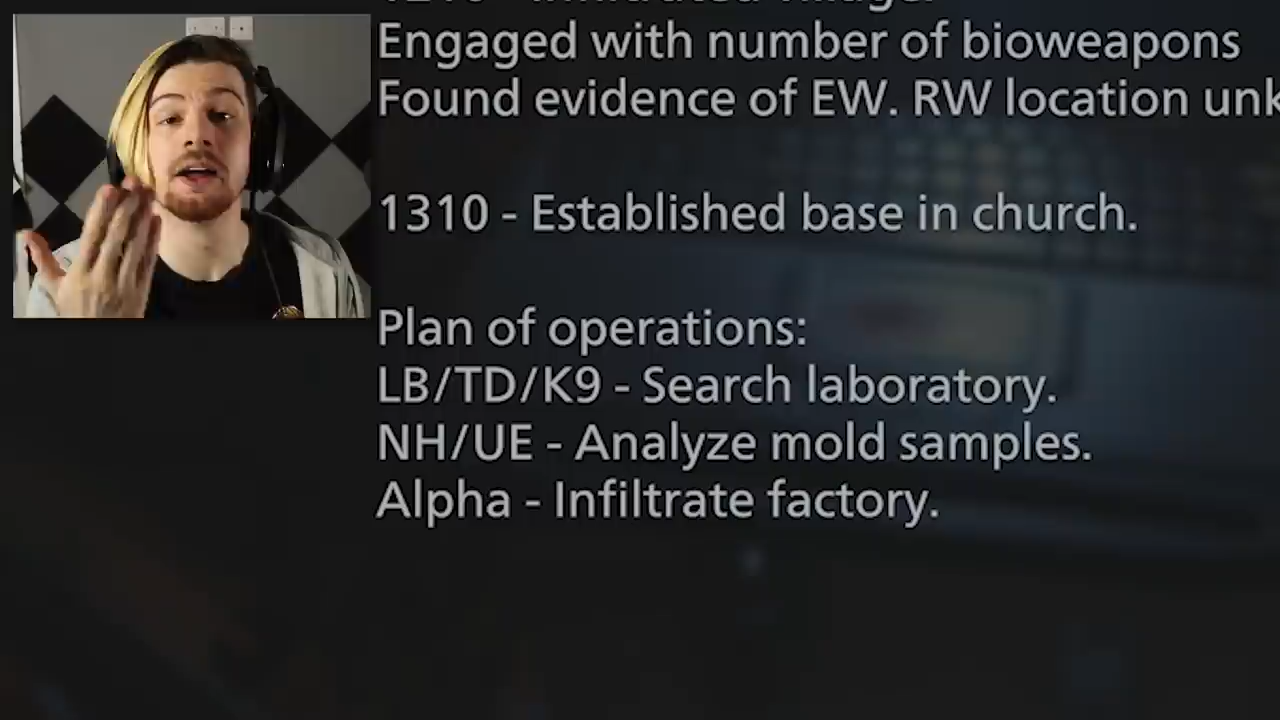 Engaged with number of bioweapons
Found evidence of EW. RW location unk
1310 - Established base in church.
Plan of operations:
LB/TD/K9 - Search laboratory.
NH/UE - Analyze mold samples.
Alpha - Infiltrate factory.